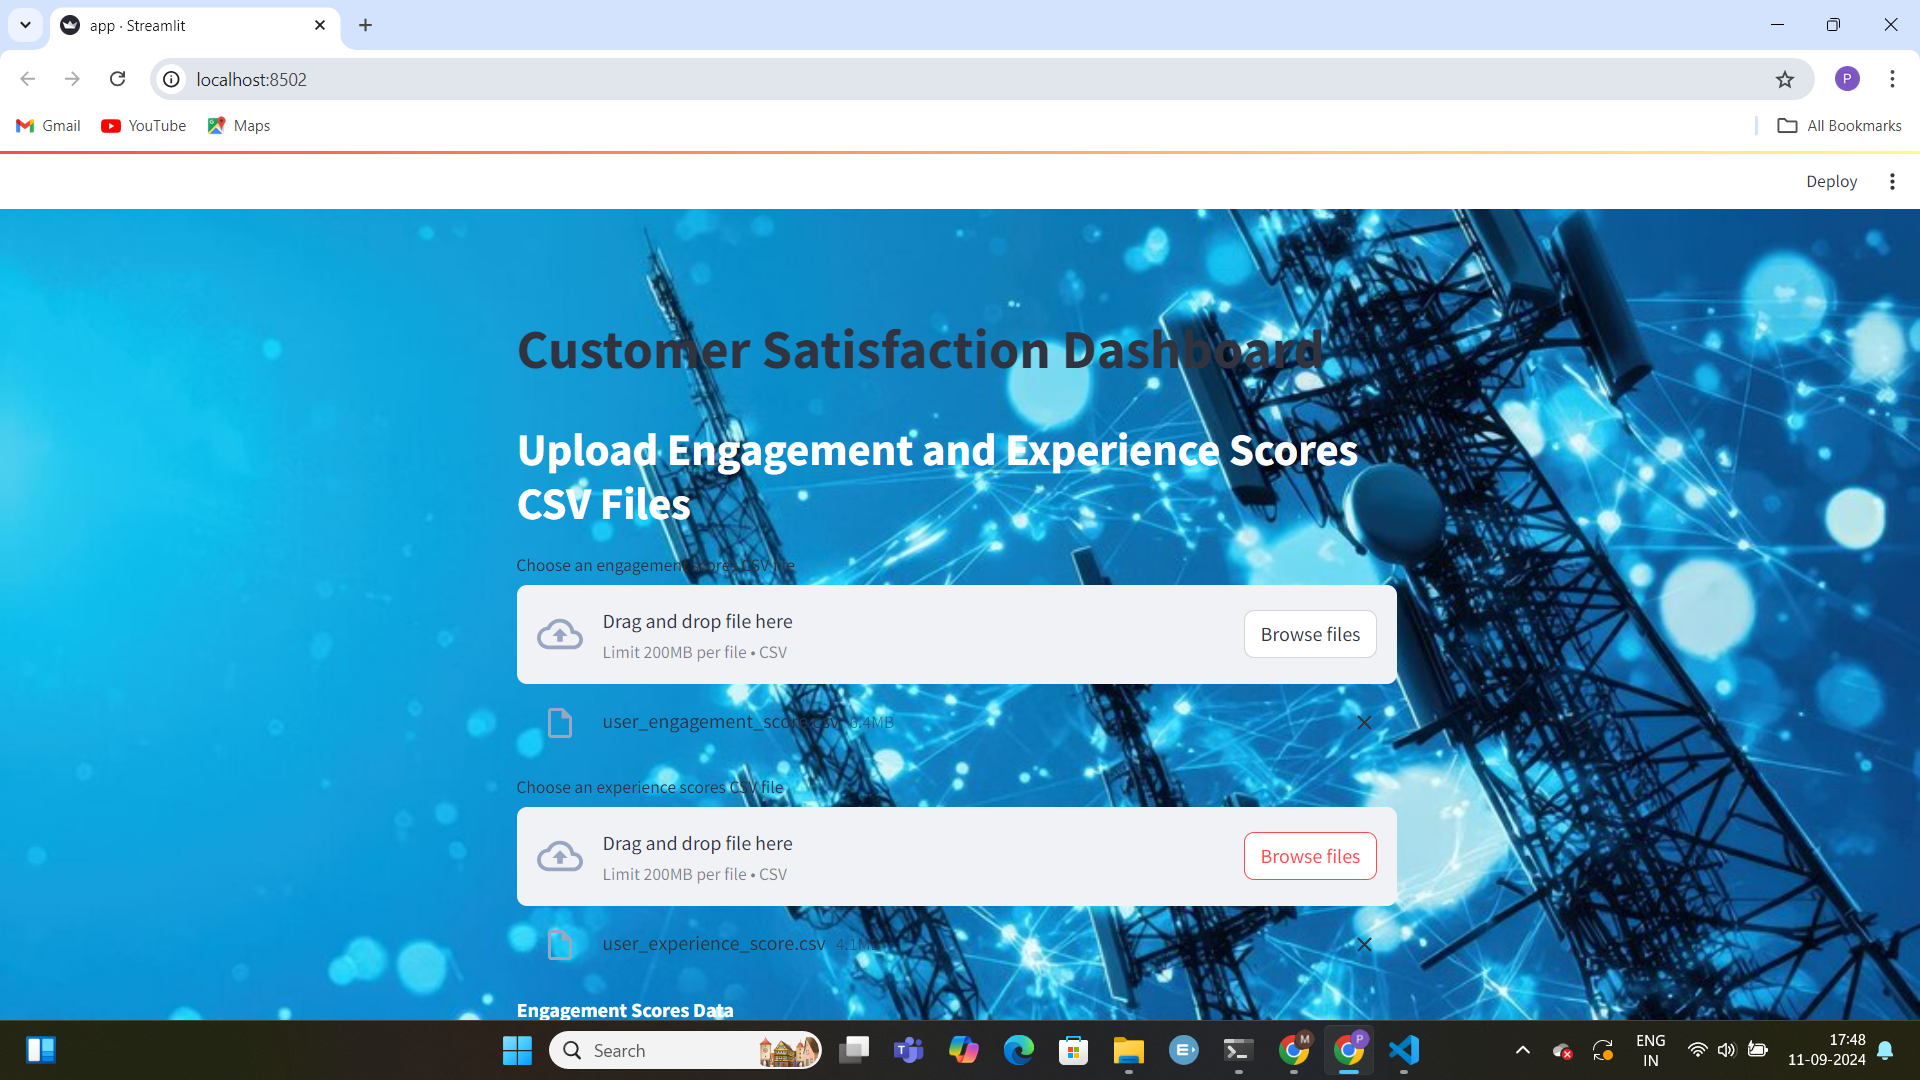 app · Streamlit
localhost:8502
P
Gmail
YouTube
Maps
All Bookmarks
Deploy
Customer Satisfaction Dashboard
Upload Engagement and Experience Scores
CSV Files
Choose an engagement scores CSV file
Drag and drop file here
Limit 200MB per file • CSV
Browse files
user_engagement_score.csv 6.4MB
Choose an experience scores CSV file
Drag and drop file here
Limit 200MB per file • CSV
Browse files
user_experience_score.csv 4.1MB
Engagement Scores Data
Search
T
E
M
P
ENG
IN
17:48
11-09-2024